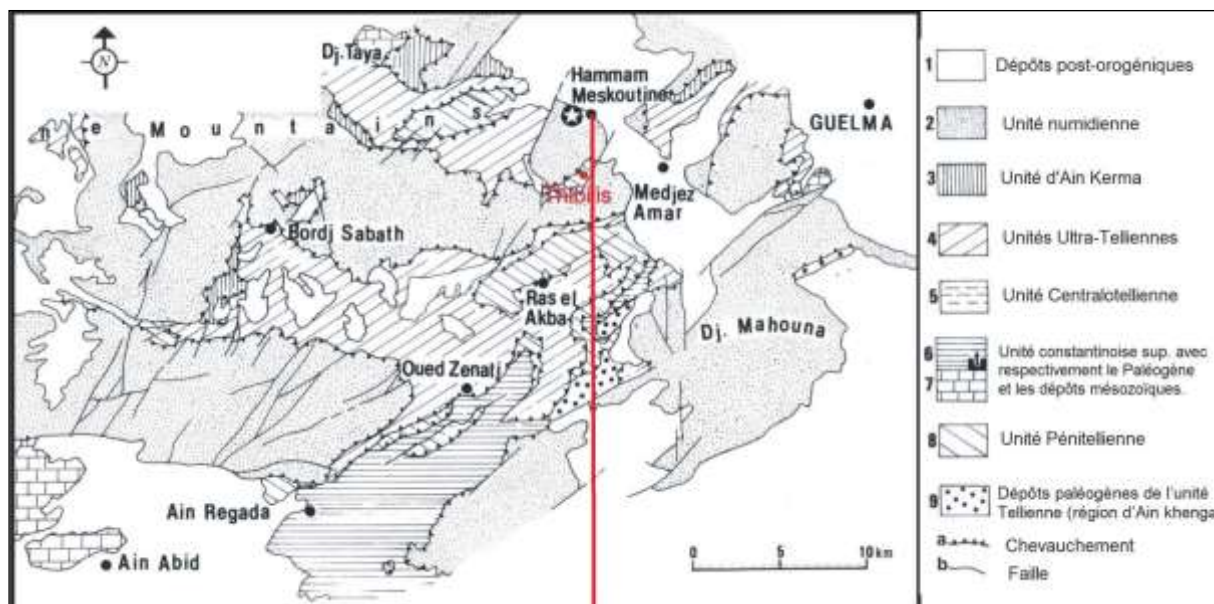 N
Dj. Taya
Hammam
Meskoutine
GUELMA
n e M o u n t a i n s
Thibilis
Medjez
Amar
Bordj Sabath
Ras el
Akba
Dj. Mahouna
Oued Zenati
Ain Regada
Ain Abid
0 5 10 km
1 Dépôts post-orogéniques
2 Unité numidienne
3 Unité d'Ain Kerma
4 Unités Ultra-Telliennes
5 Unité Centralotellienne
6 Unité constantinoise sup. avec
respectivement le Paléogène
7 et les dépôts mésozoïques.
8 Unité Pénitellienne
9 Dépôts paléogènes de l'unité
Tellienne (région d'Ain khenga
a Chevauchement
b Faille